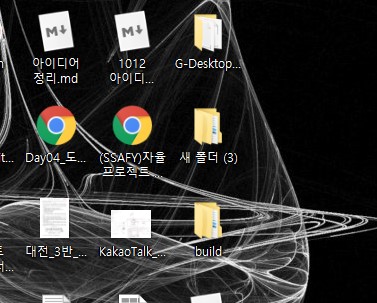 아이디어
정리.md
1012
아이디...
G-Desktop...
t...
Day04_도...
(SSAFY)자율
프로젝트...
새 폴더 (3)
대전_3반_...
KakaoTalk_...
build